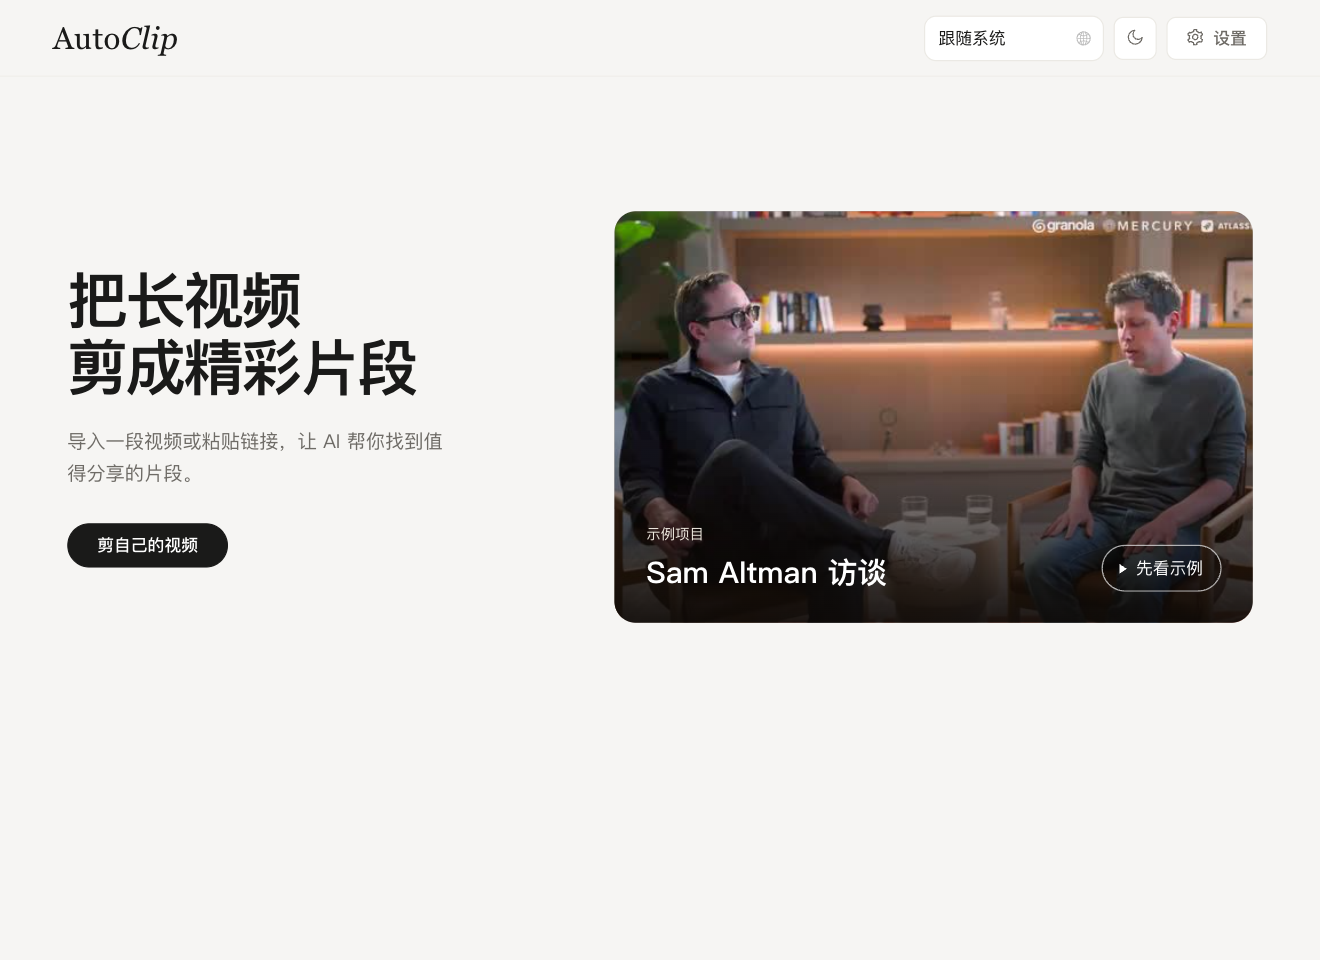 AutoClip
跟随系统
设置
把长视频
剪成精彩片段
导入一段视频或粘贴链接，让 AI 帮你找到值
得分享的片段。
剪自己的视频
granola MERCURY ATLASS
示例项目
Sam Altman 访谈
先看示例